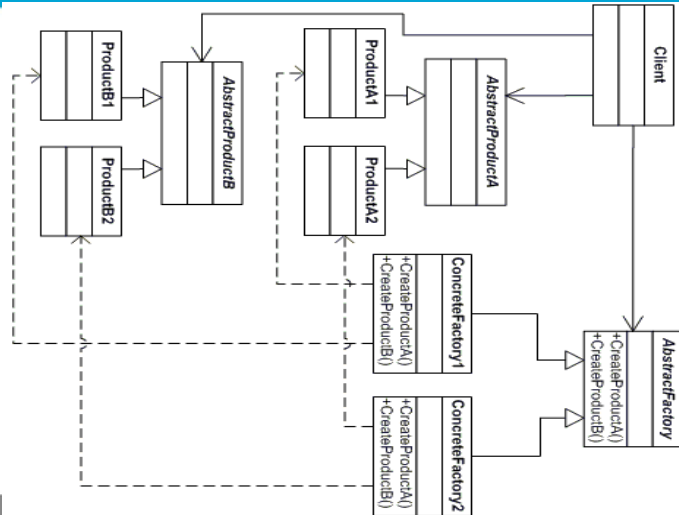 AbstractFactory
+CreateProductA()
+CreateProductB()
Client
ConcreteFactory1
+CreateProductA()
+CreateProductB()
ConcreteFactory2
+CreateProductA()
+CreateProductB()
AbstractProductA
ProductA1
ProductA2
AbstractProductB
ProductB1
ProductB2